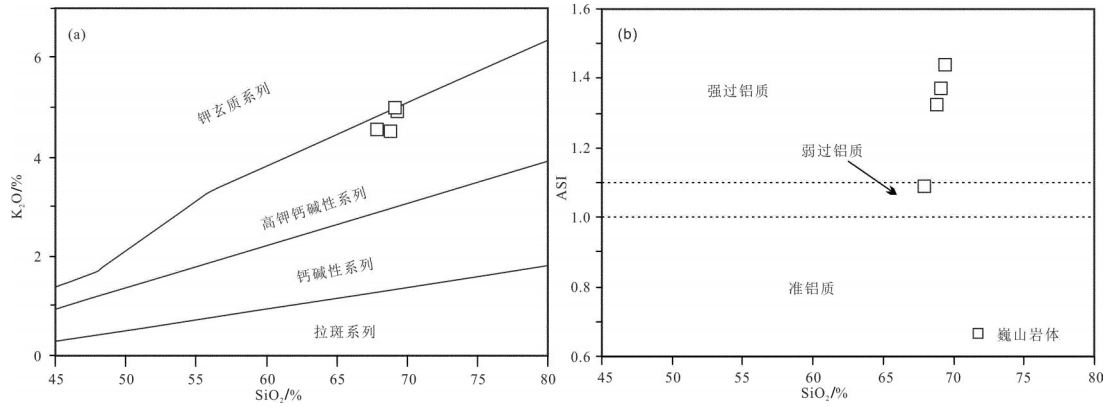 (a)
钾玄质系列
高钾钙碱性系列
钙碱性系列
拉斑系列
K₂O/%
6
4
2
0
45
50
55
60
65
70
75
80
SiO₂/%
(b)
强过铝质
弱过铝质
准铝质
巍山岩体
ASI
1.6
1.4
1.2
1.0
0.8
0.6
45
50
55
60
65
70
75
80
SiO₂/%